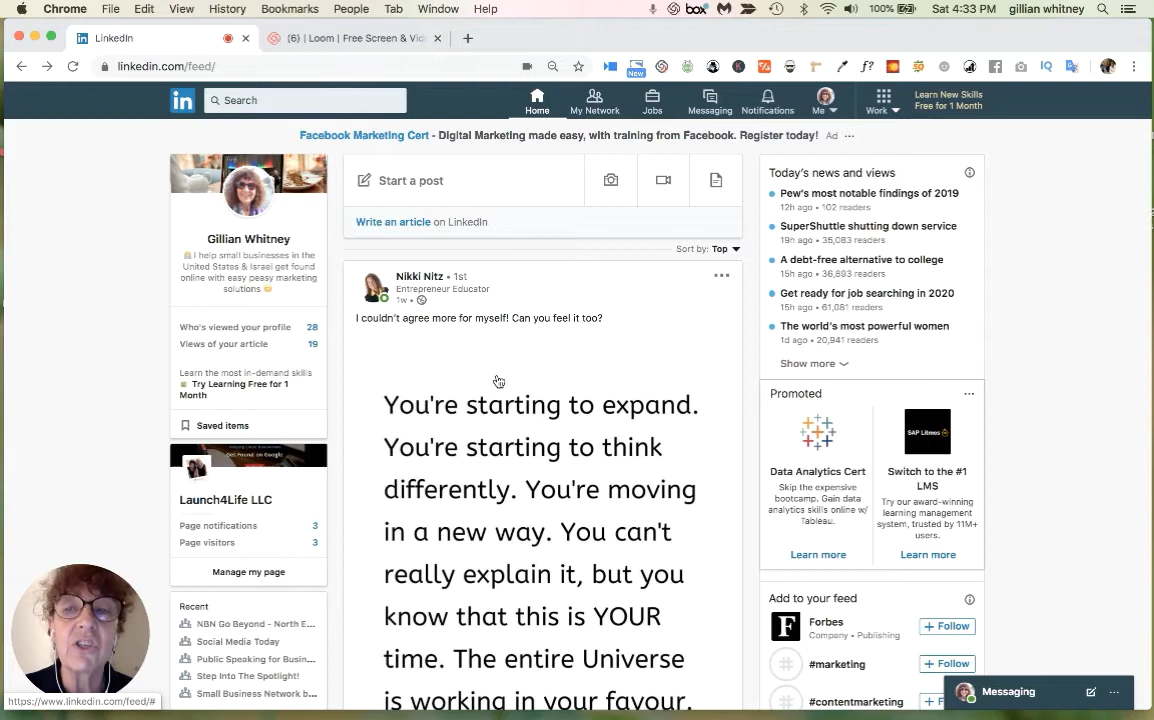 Chrome File Edit View History Bookmarks People Tab Window Help
box
100%
Sat 4:33 PM gillian whitney
LinkedIn
(6) | Loom | Free Screen & Vid
linkedin.com/feed/
New
f?
IQ
in
Search
Home
My Network
Jobs
Messaging
Notifications
Me
Work
Learn New Skills
Free for 1 Month
Facebook Marketing Cert - Digital Marketing made easy, with training from Facebook. Register today! Ad ...
Gillian Whitney
I help small businesses in the
United States & Israel get found
online with easy peasy marketing
solutions
Who's viewed your profile 28
Views of your article 19
Learn the most in-demand skills
Try Learning Free for 1
Month
Saved items
Get Found on Google
Launch4Life LLC
Page notifications 3
Page visitors 3
Manage my page
Recent
NBN Go Beyond - North E...
Social Media Today
Public Speaking for Busin...
Step Into The Spotlight!
Small Business Network b...
https://www.linkedin.com/feed/#
Start a post
Write an article on LinkedIn
Sort by: Top
Nikki Nitz • 1st
Entrepreneur Educator
1w •
I couldn't agree more for myself! Can you feel it too?
You're starting to expand.
You're starting to think
differently. You're moving
in a new way. You can't
really explain it, but you
know that this is YOUR
time. The entire Universe
is working in your favour.
Today's news and views
Pew's most notable findings of 2019
12h ago • 102 readers
SuperShuttle shutting down service
19h ago • 35,083 readers
A debt-free alternative to college
15h ago • 36,893 readers
Get ready for job searching in 2020
15h ago • 61,081 readers
The world's most powerful women
1d ago • 20,941 readers
Show more
Promoted
Data Analytics Cert
Skip the expensive
bootcamp. Gain data
analytics skills online w/
Tableau.
Learn more
SAP Litmos
Switch to the #1
LMS
Try our award-winning
learning management
system, trusted by 11M+
users.
Learn more
Add to your feed
F
Forbes
Company • Publishing
+ Follow
#marketing
+ Follow
#contentmarketing
+ F
Messaging